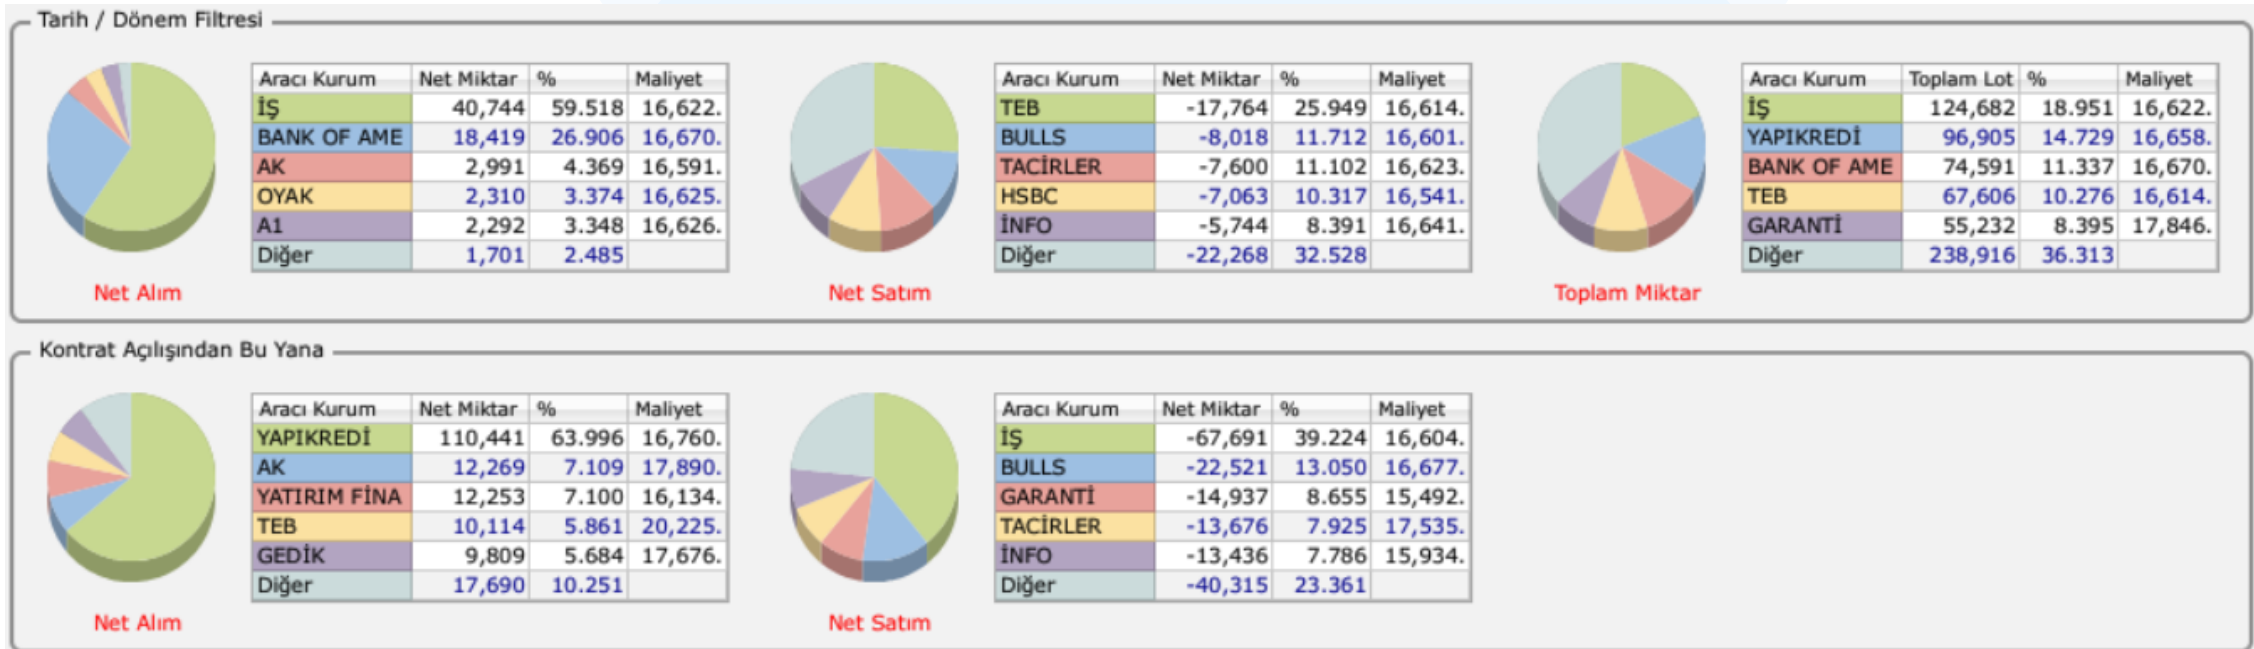 Tarih / Dönem Filtresi
Aracı Kurum Net Miktar % Maliyet
İŞ 40,744 59.518 16,622.
BANK OF AME 18,419 26.906 16,670.
AK 2,991 4.369 16,591.
OYAK 2,310 3.374 16,625.
A1 2,292 3.348 16,626.
Diğer 1,701 2.485
Net Alım
Aracı Kurum Net Miktar % Maliyet
TEB -17,764 25.949 16,614.
BULLS -8,018 11.712 16,601.
TACİRLER -7,600 11.102 16,623.
HSBC -7,063 10.317 16,541.
İNFO -5,744 8.391 16,641.
Diğer -22,268 32.528
Net Satım
Aracı Kurum Toplam Lot % Maliyet
İŞ 124,682 18.951 16,622.
YAPIKREDİ 96,905 14.729 16,658.
BANK OF AME 74,591 11.337 16,670.
TEB 67,606 10.276 16,614.
GARANTİ 55,232 8.395 17,846.
Diğer 238,916 36.313
Toplam Miktar
Kontrat Açılışından Bu Yana
Aracı Kurum Net Miktar % Maliyet
YAPIKREDİ 110,441 63.996 16,760.
AK 12,269 7.109 17,890.
YATIRIM FİNA 12,253 7.100 16,134.
TEB 10,114 5.861 20,225.
GEDİK 9,809 5.684 17,676.
Diğer 17,690 10.251
Net Alım
Aracı Kurum Net Miktar % Maliyet
İŞ -67,691 39.224 16,604.
BULLS -22,521 13.050 16,677.
GARANTİ -14,937 8.655 15,492.
TACİRLER -13,676 7.925 17,535.
İNFO -13,436 7.786 15,934.
Diğer -40,315 23.361
Net Satım